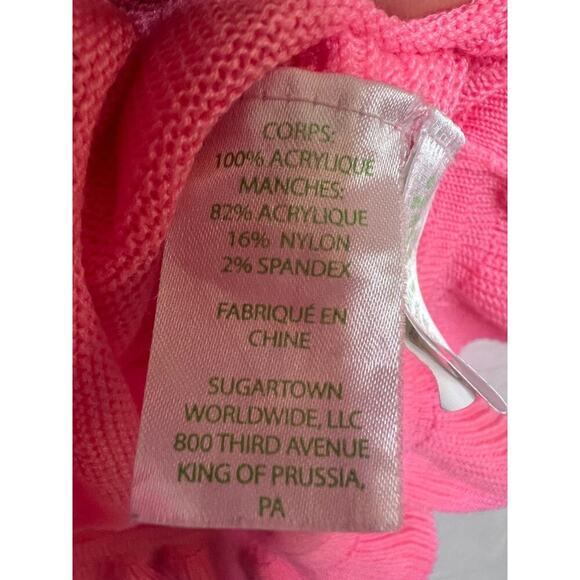 CORPS:
100% ACRYLIQUE
MANCHES:
82% ACRYLIQUE
16% NYLON
2% SPANDEX
FABRIQUÉ EN
CHINE
SUGARTOWN
WORLDWIDE, LLC
800 THIRD AVENUE
KING OF PRUSSIA,
PA